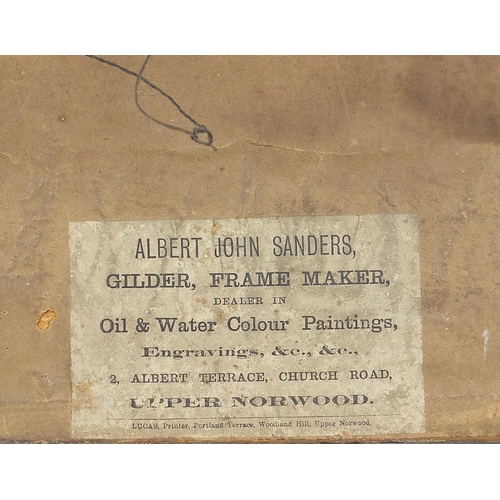 ALBERT JOHN SANDERS,
GILDER, FRAME MAKER,
DEALER IN
Oil & Water Colour Paintings,
Engravings, &c., &c.,
2, ALBERT TERRACE, CHURCH ROAD,
UPPER NORWOOD.
LUCAS, Printer, Portland Terrace, Woodland Hill, Upper Norwood.